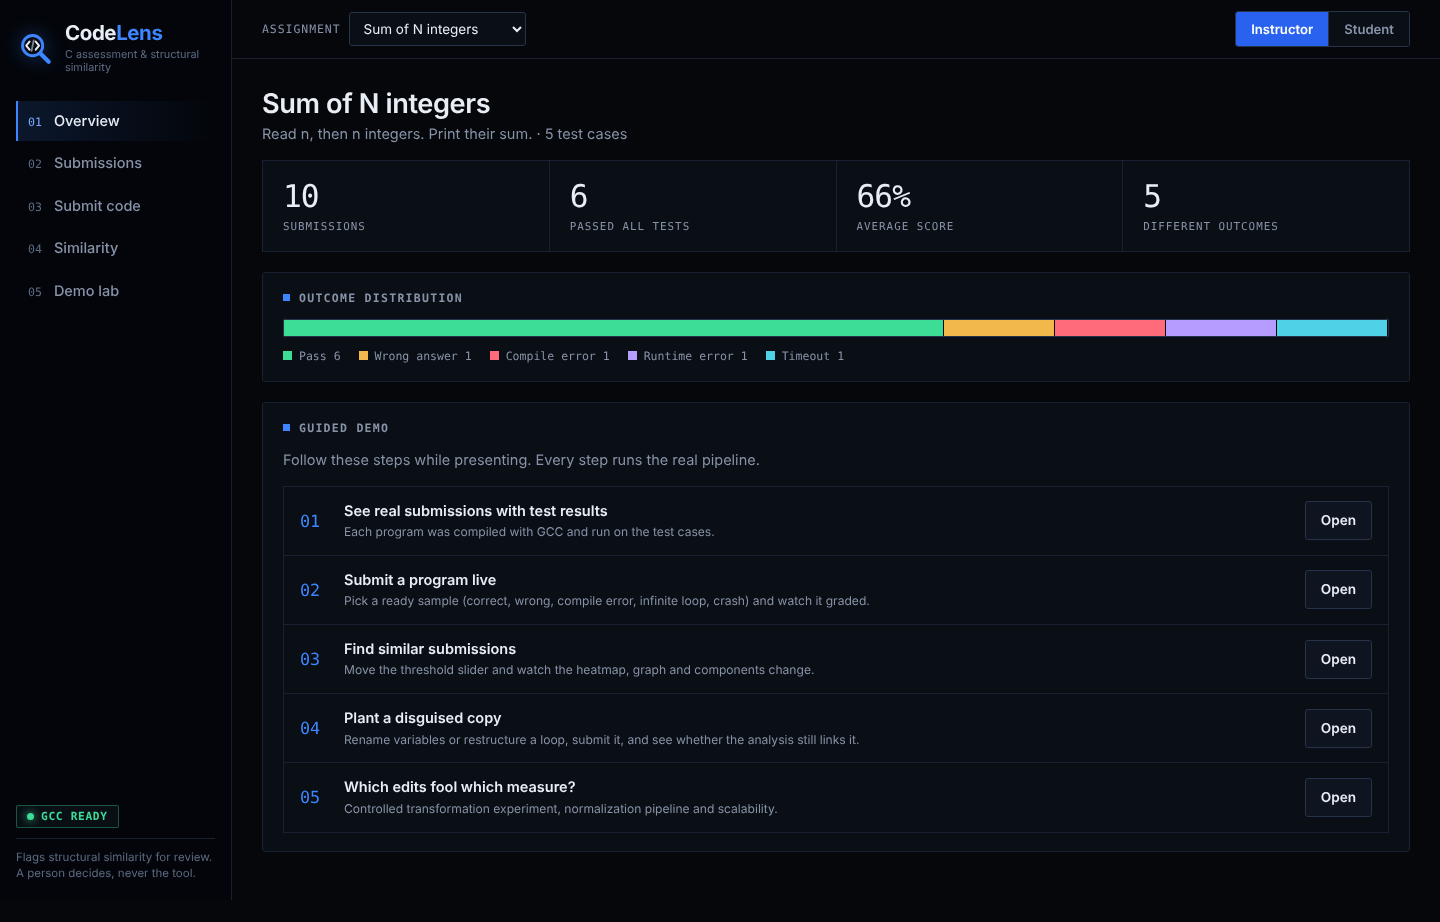 CodeLens
C assessment & structural
similarity
01 Overview
02 Submissions
03 Submit code
04 Similarity
05 Demo lab
GCC READY
Flags structural similarity for review.
A person decides, never the tool.
ASSIGNMENT Sum of N integers
Instructor Student
Sum of N integers
Read n, then n integers. Print their sum. · 5 test cases
10
SUBMISSIONS
6
PASSED ALL TESTS
66%
AVERAGE SCORE
5
DIFFERENT OUTCOMES
OUTCOME DISTRIBUTION
Pass 6 Wrong answer 1 Compile error 1 Runtime error 1 Timeout 1
GUIDED DEMO
Follow these steps while presenting. Every step runs the real pipeline.
01 See real submissions with test results
Each program was compiled with GCC and run on the test cases.
Open
02 Submit a program live
Pick a ready sample (correct, wrong, compile error, infinite loop, crash) and watch it graded.
Open
03 Find similar submissions
Move the threshold slider and watch the heatmap, graph and components change.
Open
04 Plant a disguised copy
Rename variables or restructure a loop, submit it, and see whether the analysis still links it.
Open
05 Which edits fool which measure?
Controlled transformation experiment, normalization pipeline and scalability.
Open